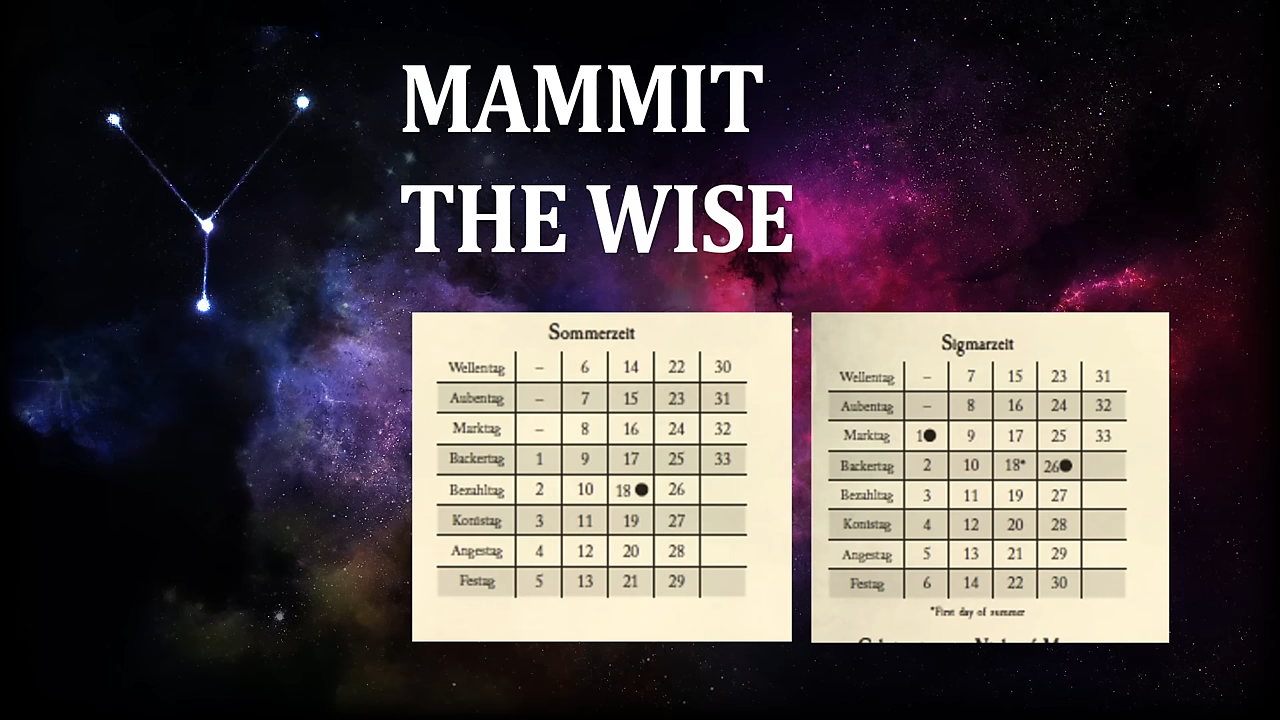 MAMMIT
THE WISE
Sommerzeit
Wellentag – 6 14 22 30
Aubentag – 7 15 23 31
Marktag – 8 16 24 32
Backertag 1 9 17 25 33
Bezahltag 2 10 18● 26
Konistag 3 11 19 27
Angestag 4 12 20 28
Festag 5 13 21 29
Sigmarzeit
Wellentag – 7 15 23 31
Aubentag – 8 16 24 32
Marktag 1● 9 17 25 33
Backertag 2 10 18* 26●
Bezahltag 3 11 19 27
Konistag 4 12 20 28
Angestag 5 13 21 29
Festag 6 14 22 30
*First day of summer